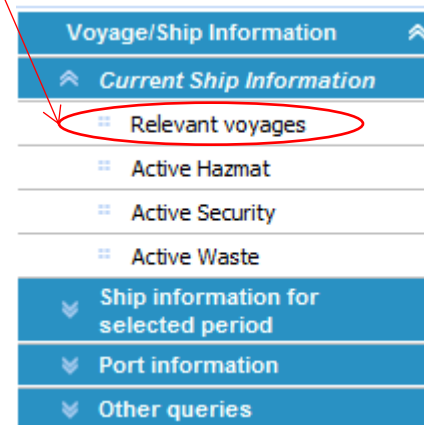 Voyage/Ship Information
Current Ship Information
Relevant voyages
Active Hazmat
Active Security
Active Waste
Ship information for
selected period
Port information
Other queries